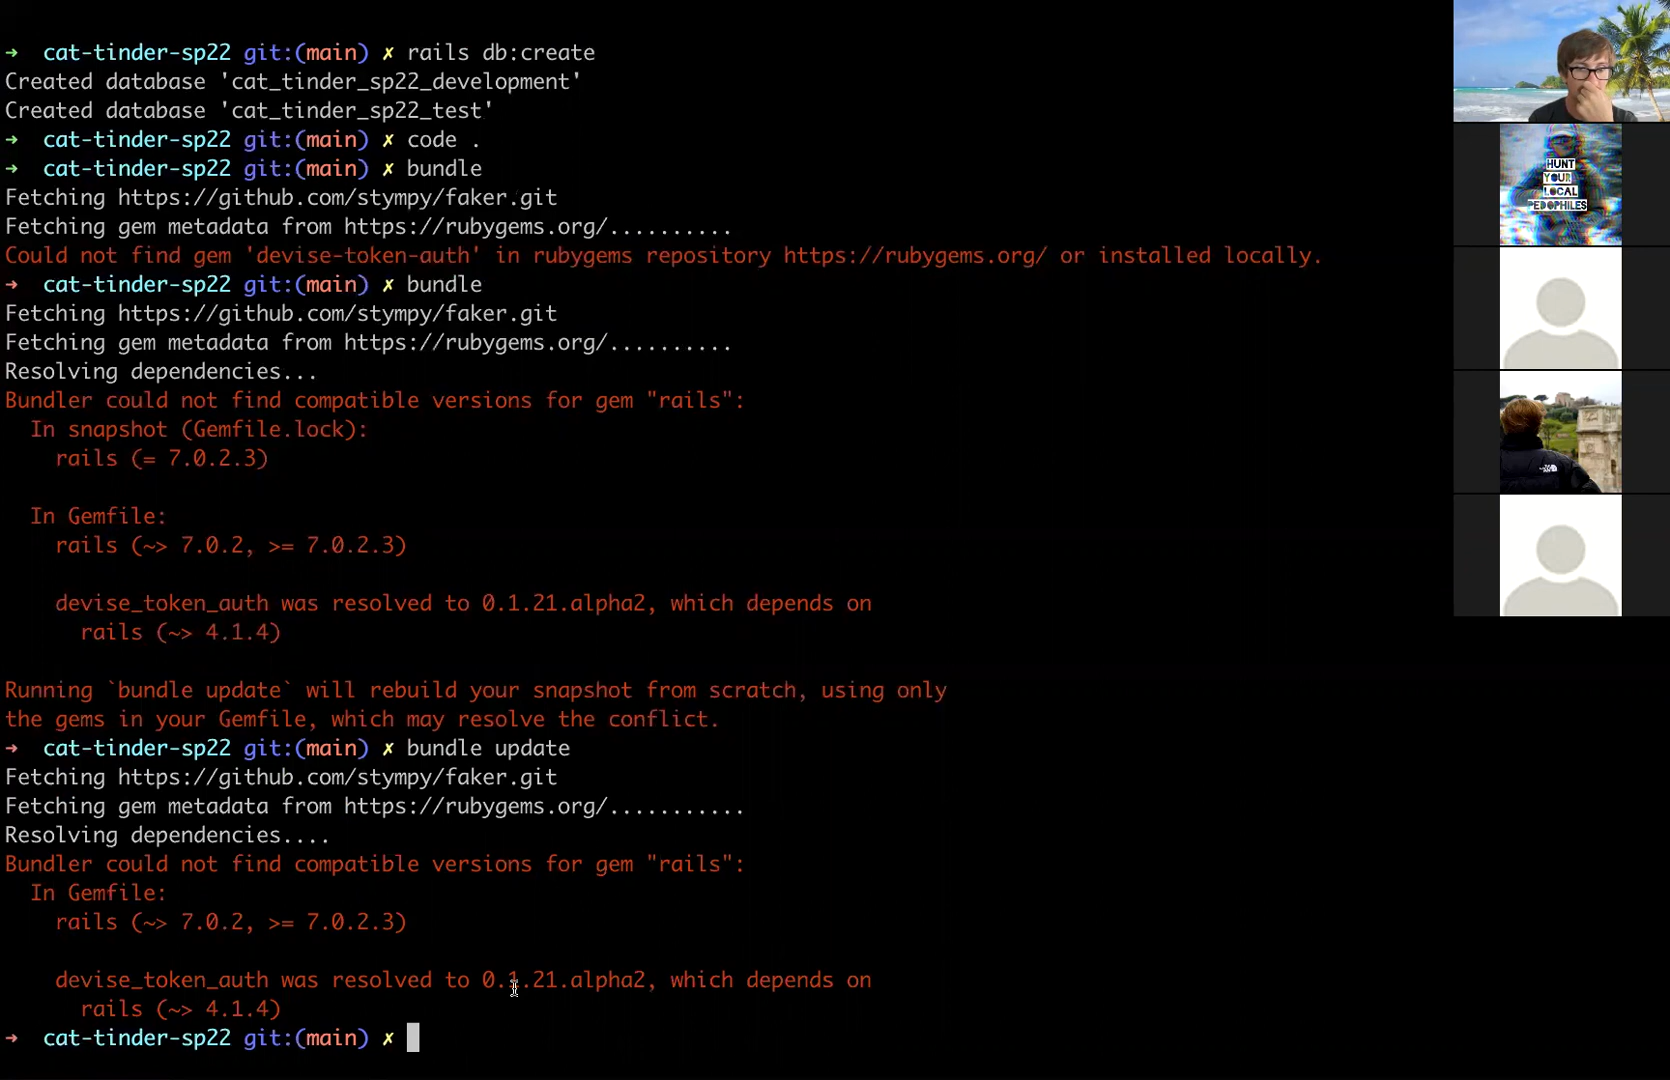 ➜  cat-tinder-sp22 git:(main) ✗ rails db:create
Created database 'cat_tinder_sp22_development'
Created database 'cat_tinder_sp22_test'
➜  cat-tinder-sp22 git:(main) ✗ code .
➜  cat-tinder-sp22 git:(main) ✗ bundle
Fetching https://github.com/stympy/faker.git
Fetching gem metadata from https://rubygems.org/..........
Could not find gem 'devise-token-auth' in rubygems repository https://rubygems.org/ or installed locally.
➜  cat-tinder-sp22 git:(main) ✗ bundle
Fetching https://github.com/stympy/faker.git
Fetching gem metadata from https://rubygems.org/..........
Resolving dependencies...
Bundler could not find compatible versions for gem "rails":
  In snapshot (Gemfile.lock):
    rails (= 7.0.2.3)
  In Gemfile:
    rails (~> 7.0.2, >= 7.0.2.3)
    devise_token_auth was resolved to 0.1.21.alpha2, which depends on
      rails (~> 4.1.4)
Running `bundle update` will rebuild your snapshot from scratch, using only
the gems in your Gemfile, which may resolve the conflict.
➜  cat-tinder-sp22 git:(main) ✗ bundle update
Fetching https://github.com/stympy/faker.git
Fetching gem metadata from https://rubygems.org/...........
Resolving dependencies....
Bundler could not find compatible versions for gem "rails":
  In Gemfile:
    rails (~> 7.0.2, >= 7.0.2.3)
    devise_token_auth was resolved to 0.1.21.alpha2, which depends on
      rails (~> 4.1.4)
➜  cat-tinder-sp22 git:(main) ✗
HUNT
YOUR
LOCAL
PEDOPHILES